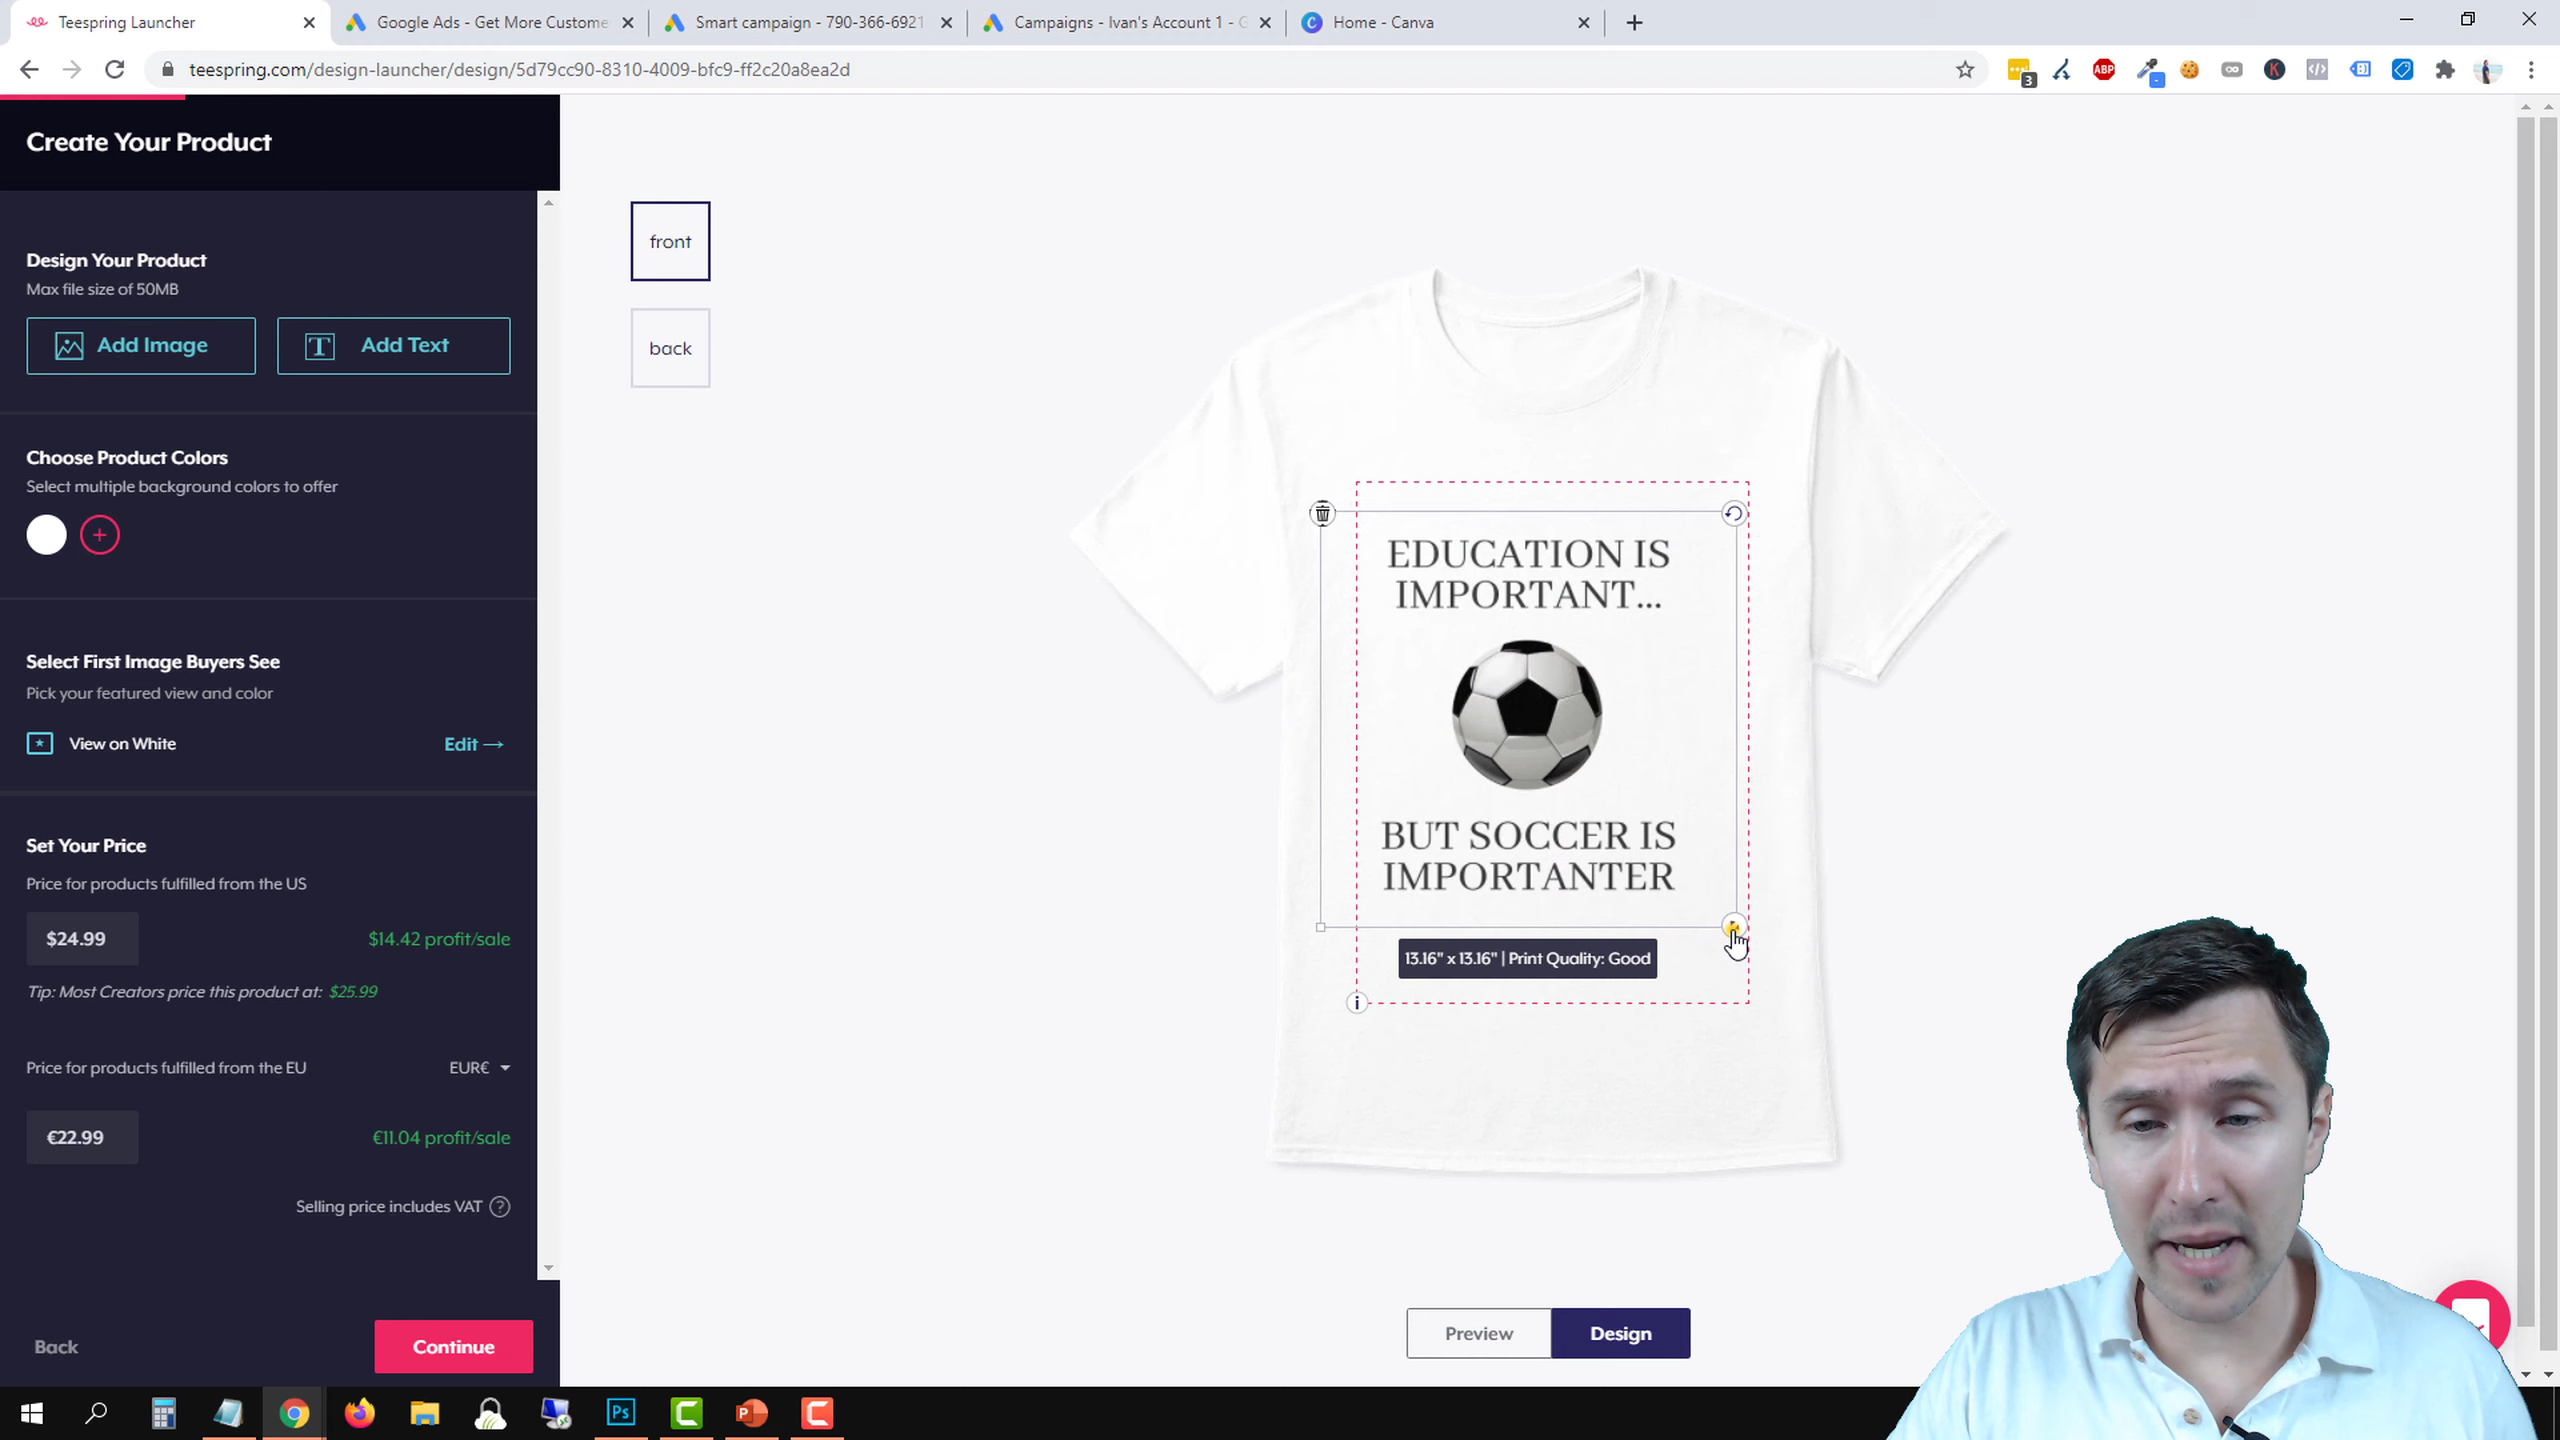 Teespring Launcher
Google Ads - Get More Custome
Smart campaign - 790-366-6921
Campaigns - Ivan's Account 1 - G
Home - Canva
teespring.com/design-launcher/design/5d79cc90-8310-4009-bfc9-ff2c20a8ea2d
3
ABP
Create Your Product
Design Your Product
Max file size of 50MB
Add Image
T
Add Text
Choose Product Colors
Select multiple background colors to offer
Select First Image Buyers See
Pick your featured view and color
View on White
Edit →
Set Your Price
Price for products fulfilled from the US
$24.99
$14.42 profit/sale
Tip: Most Creators price this product at: $25.99
Price for products fulfilled from the EU
EUR€
€22.99
€11.04 profit/sale
Selling price includes VAT ?
Back
Continue
front
back
EDUCATION IS
IMPORTANT...
BUT SOCCER IS
IMPORTANTER
13.16" x 13.16" | Print Quality: Good
i
Preview
Design
Ps